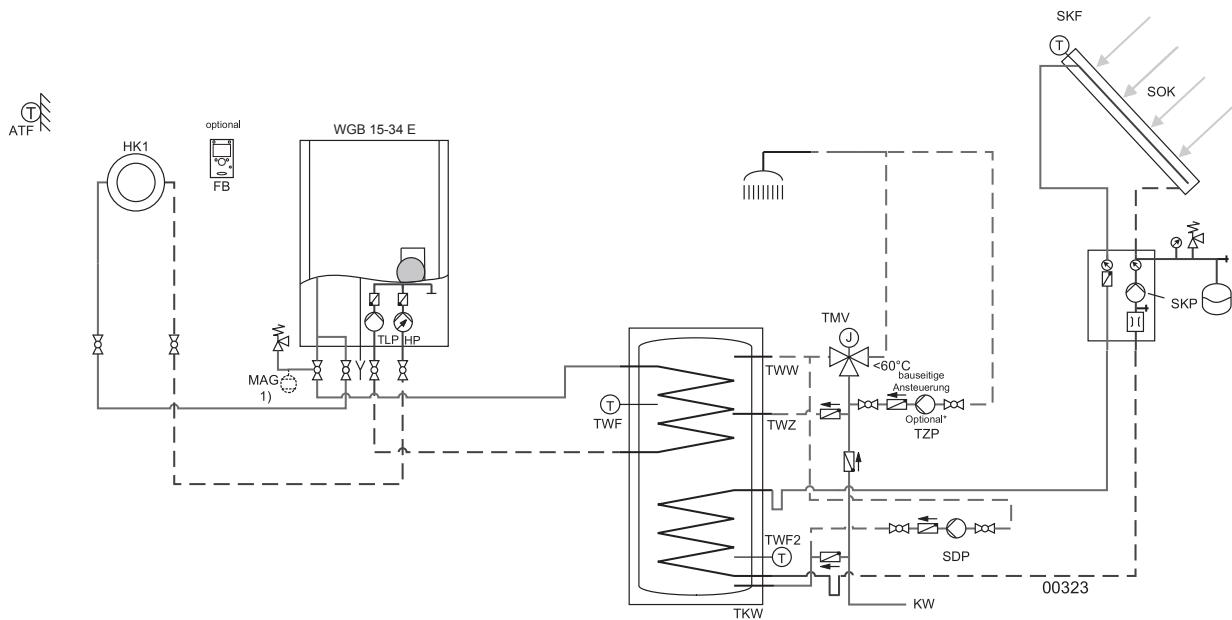 SKF
T
SOK
T
ATF
optional
WGB 15-34 E
HK1
FB
SKP
TMV
J
TLP HP
<60°C
TWW
bauseitige
Ansteuerung
MAG
1)
T
TWF
TWZ
Optional*
TZP
TWF2
T
SDP
00323
KW
TKW